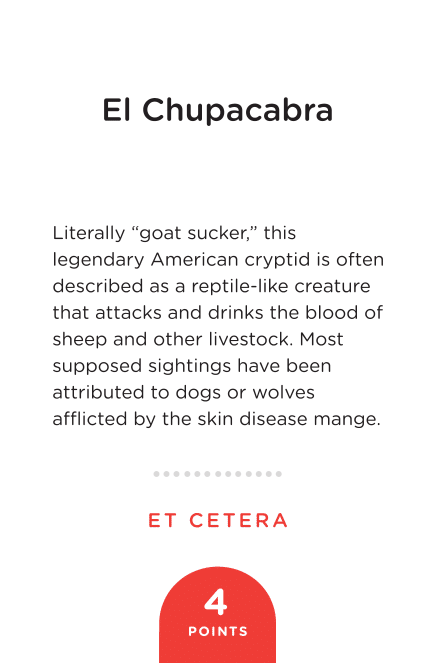 El Chupacabra
Literally “goat sucker,” this
legendary American cryptid is often
described as a reptile-like creature
that attacks and drinks the blood of
sheep and other livestock. Most
supposed sightings have been
attributed to dogs or wolves
afflicted by the skin disease mange.
ET CETERA
4
POINTS